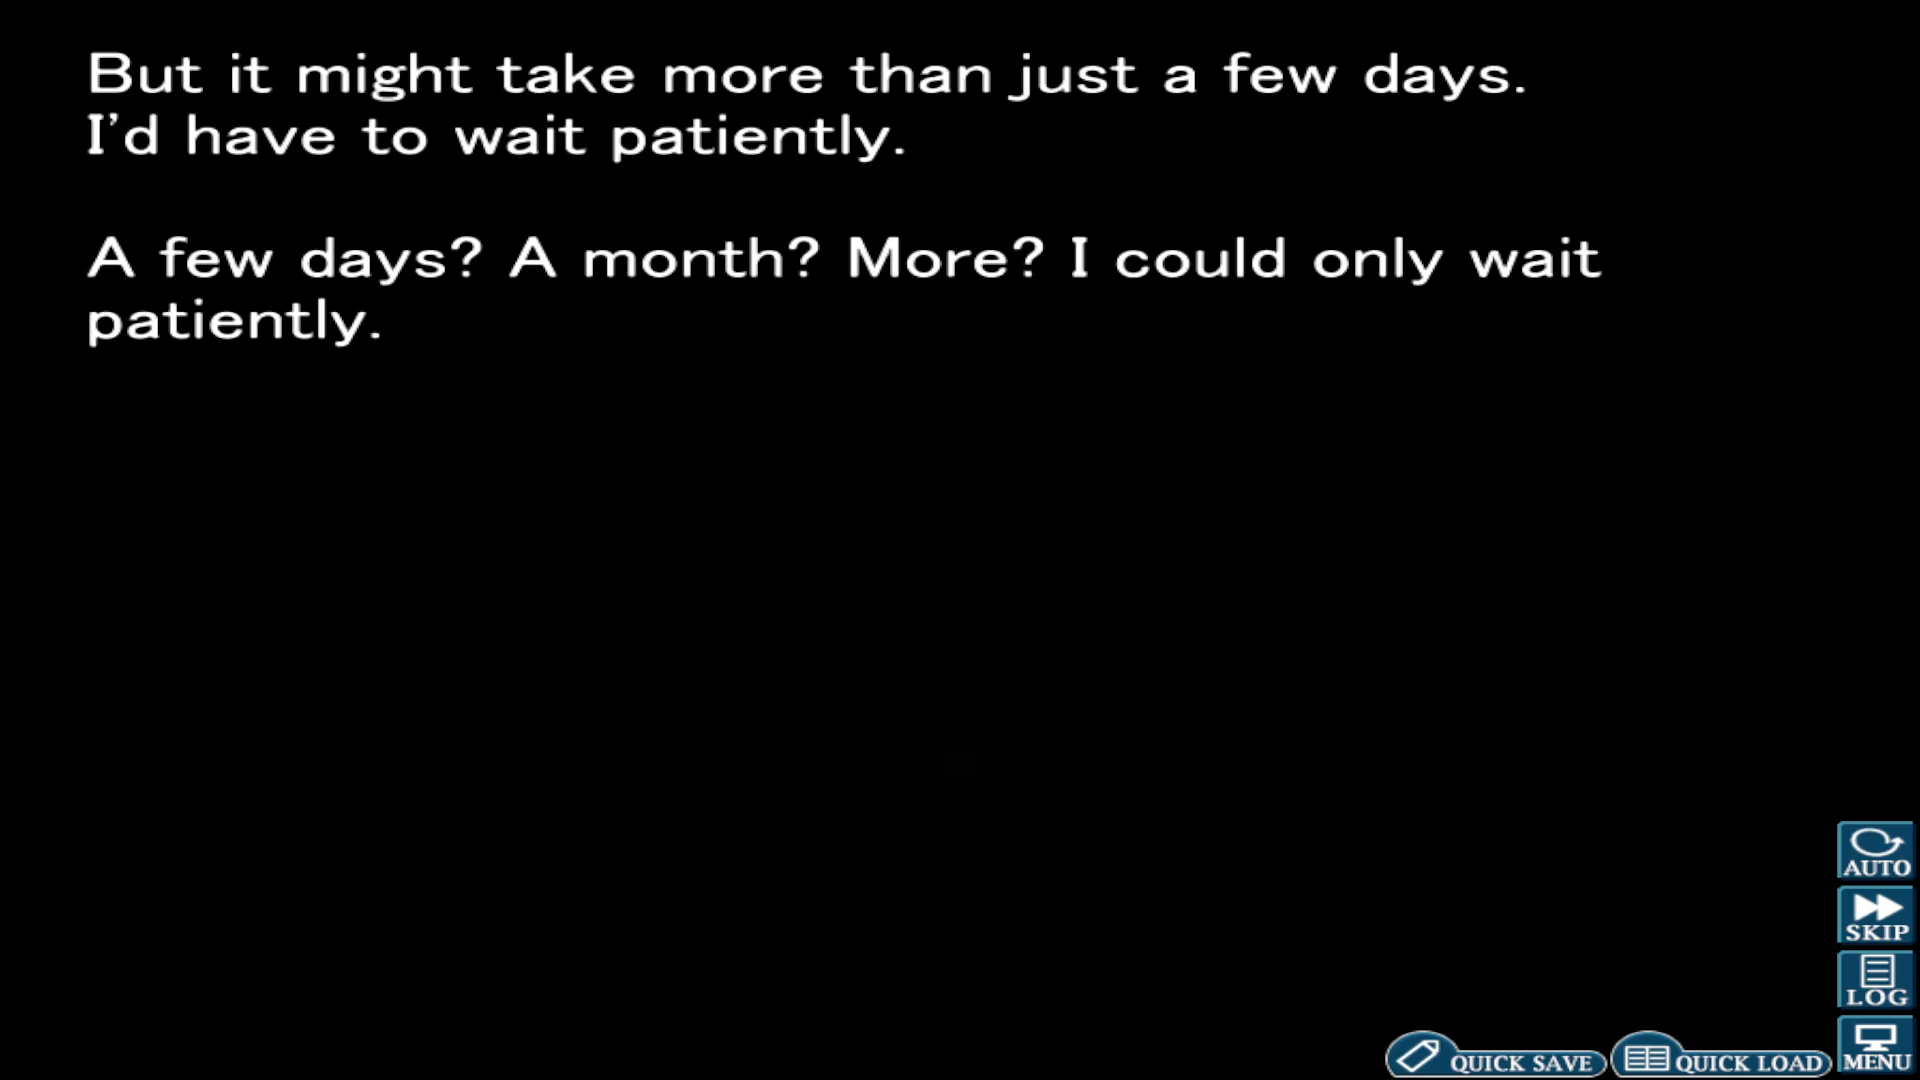 But it might take more than just a few days.
I'd have to wait patiently.
A few days? A month? More? I could only wait
patiently.
AUTO
SKIP
LOG
MENU
QUICK SAVE
QUICK LOAD